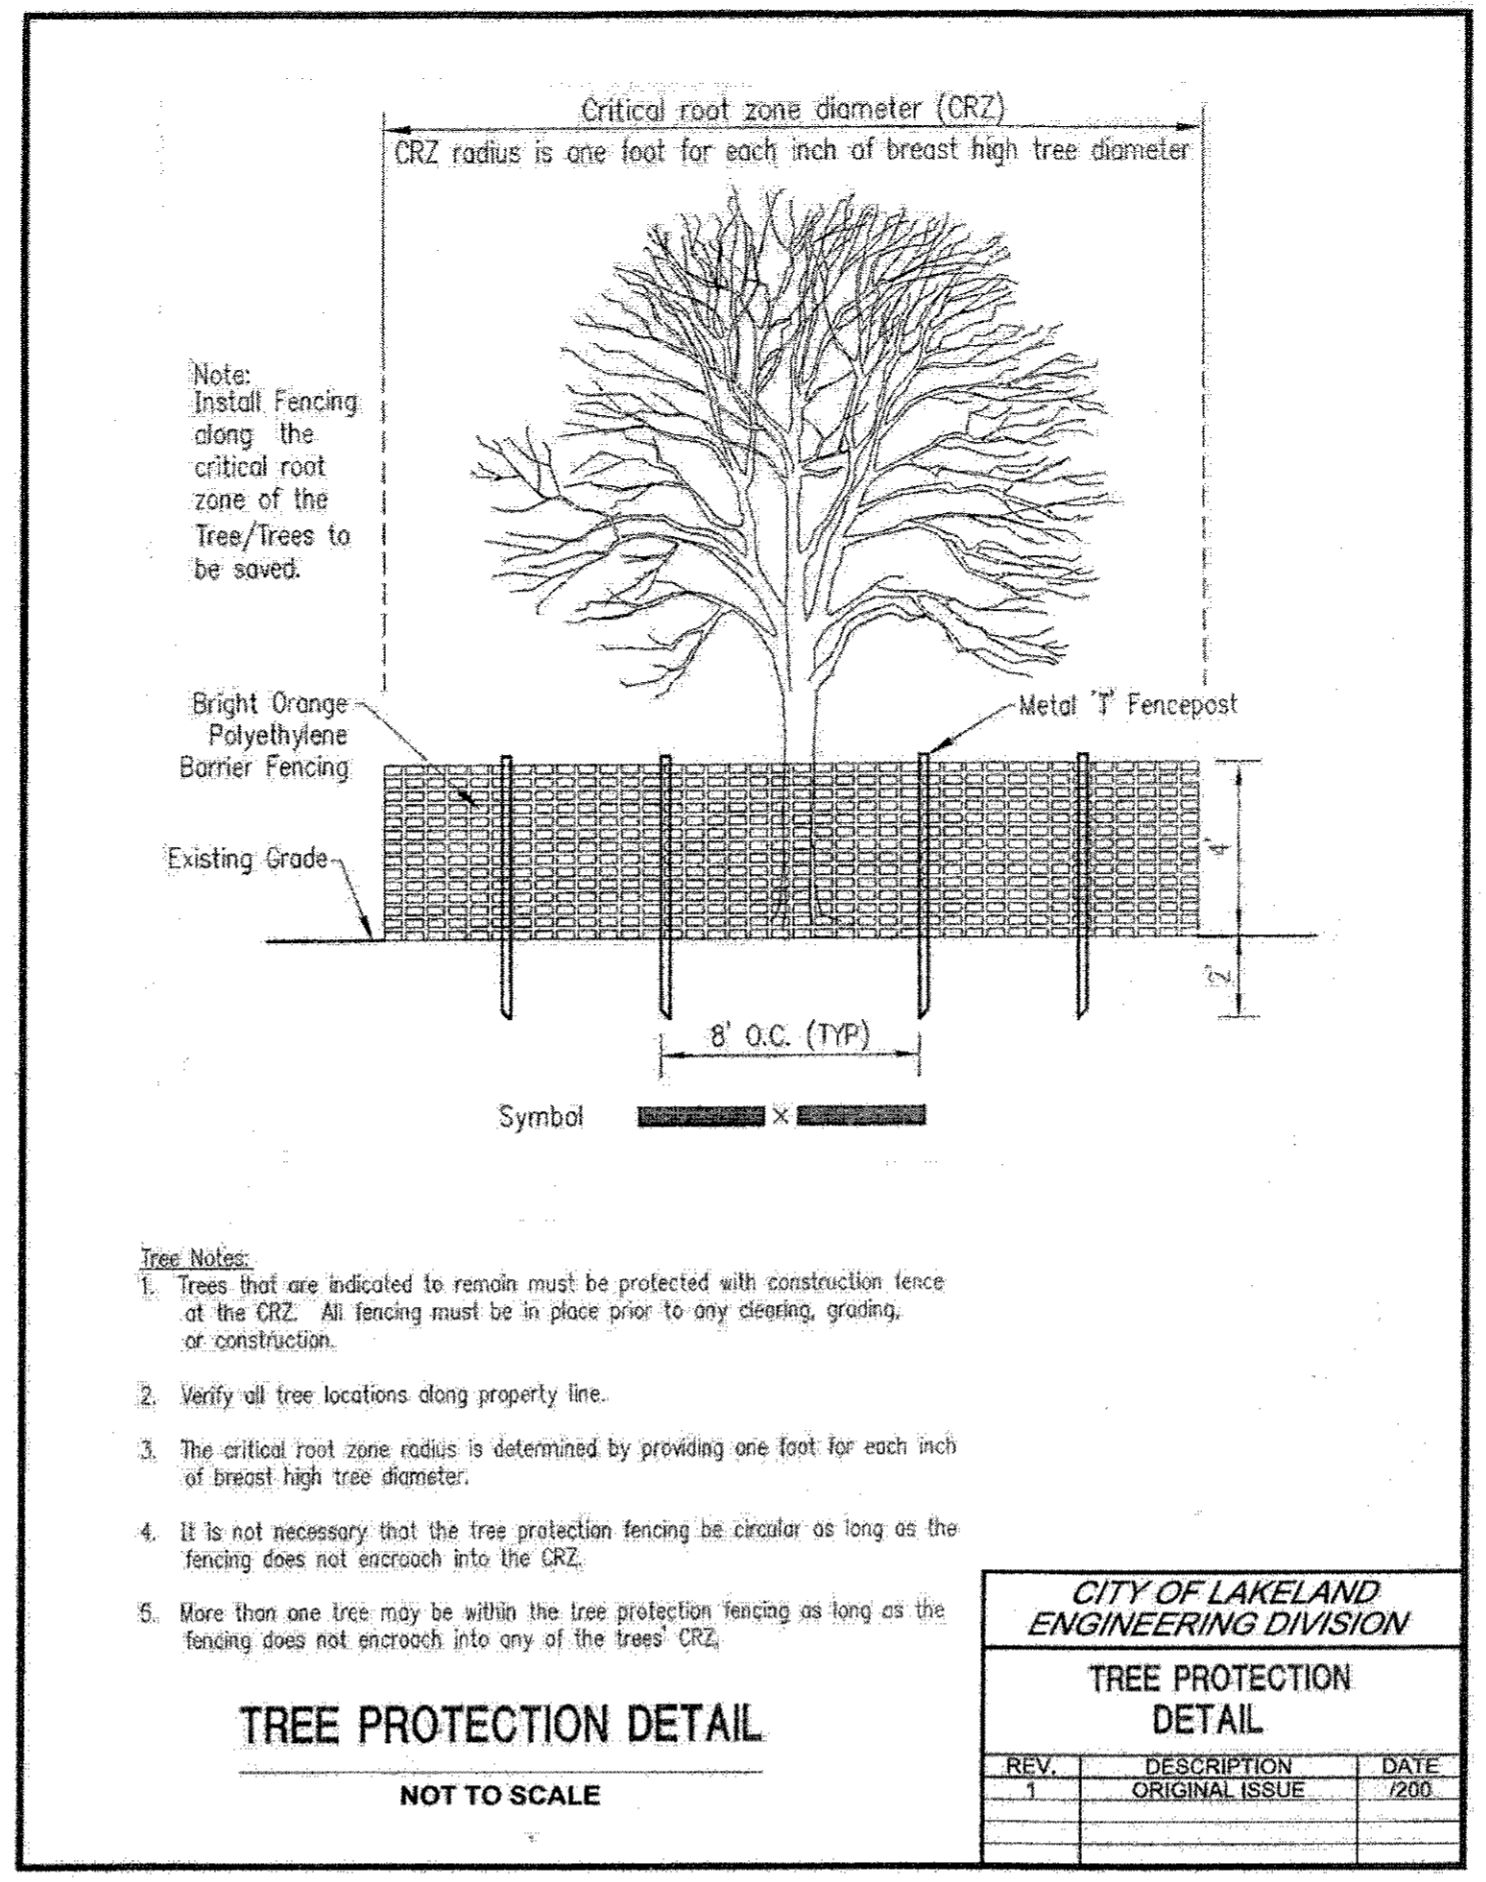 Critical root zone diameter (CRZ)
CRZ radius is one foot for each inch of breast high tree diameter
Note:
Install Fencing
along the
critical root
zone of the
Tree/Trees to
be saved.
Bright Orange
Polyethylene
Barrier Fencing
Metal 'T' Fencepost
Existing Grade
4'
2'
8' O.C. (TYP)
Symbol
X
Tree Notes:
1. Trees that are indicated to remain must be protected with construction fence
at the CRZ. All fencing must be in place prior to any clearing, grading,
or construction.
2. Verify all tree locations along property line.
3. The critical root zone radius is determined by providing one foot for each inch
of breast high tree diameter.
4. It is not necessary that the tree protection fencing be circular as long as the
fencing does not encroach into the CRZ.
5. More than one tree may be within the tree protection fencing as long as the
fencing does not encroach into any of the trees' CRZ.
TREE PROTECTION DETAIL
NOT TO SCALE
CITY OF LAKELAND
ENGINEERING DIVISION
TREE PROTECTION
DETAIL
REV. DESCRIPTION DATE
1 ORIGINAL ISSUE /200